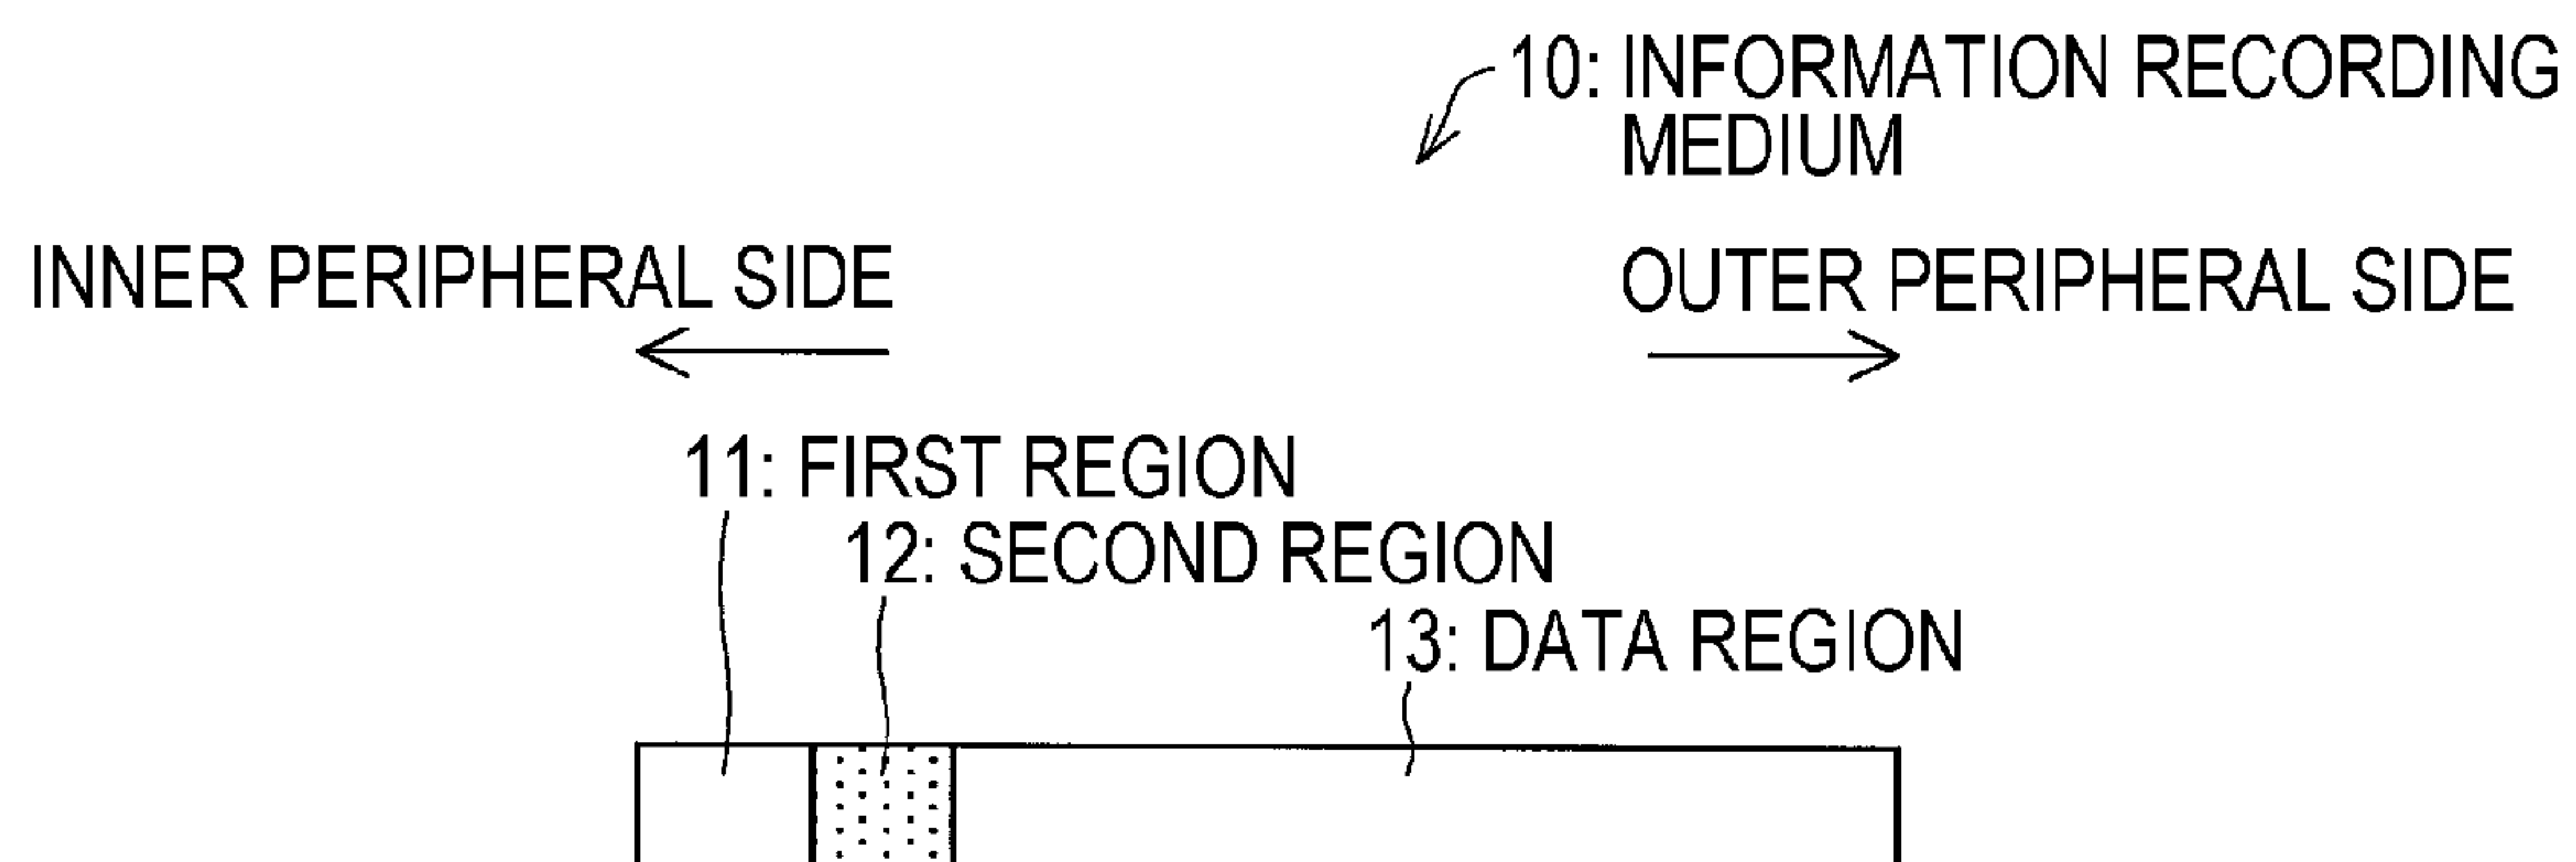 10: INFORMATION RECORDING
MEDIUM
INNER PERIPHERAL SIDE
OUTER PERIPHERAL SIDE
11: FIRST REGION
12: SECOND REGION
13: DATA REGION